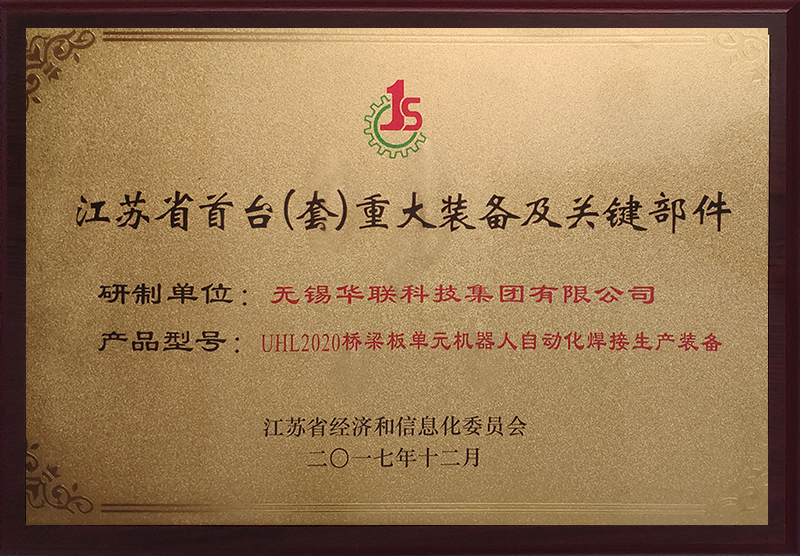 1S
江苏省首台(套)重大装备及关键部件
研制单位：无锡华联科技集团有限公司
产品型号：UHL2020桥梁板单元机器人自动化焊接生产装备
江苏省经济和信息化委员会
二〇一七年十二月